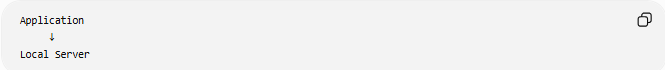 Application
↓
Local Server